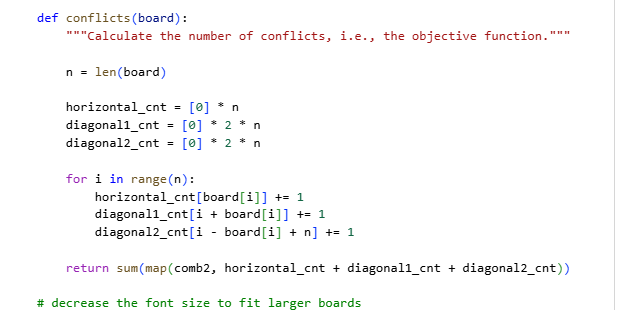 def conflicts(board):
    """Calculate the number of conflicts, i.e., the objective function."""
    n = len(board)
    horizontal_cnt = [0] * n
    diagonal1_cnt = [0] * 2 * n
    diagonal2_cnt = [0] * 2 * n
    for i in range(n):
        horizontal_cnt[board[i]] += 1
        diagonal1_cnt[i + board[i]] += 1
        diagonal2_cnt[i - board[i] + n] += 1
    return sum(map(comb2, horizontal_cnt + diagonal1_cnt + diagonal2_cnt))
# decrease the font size to fit larger boards